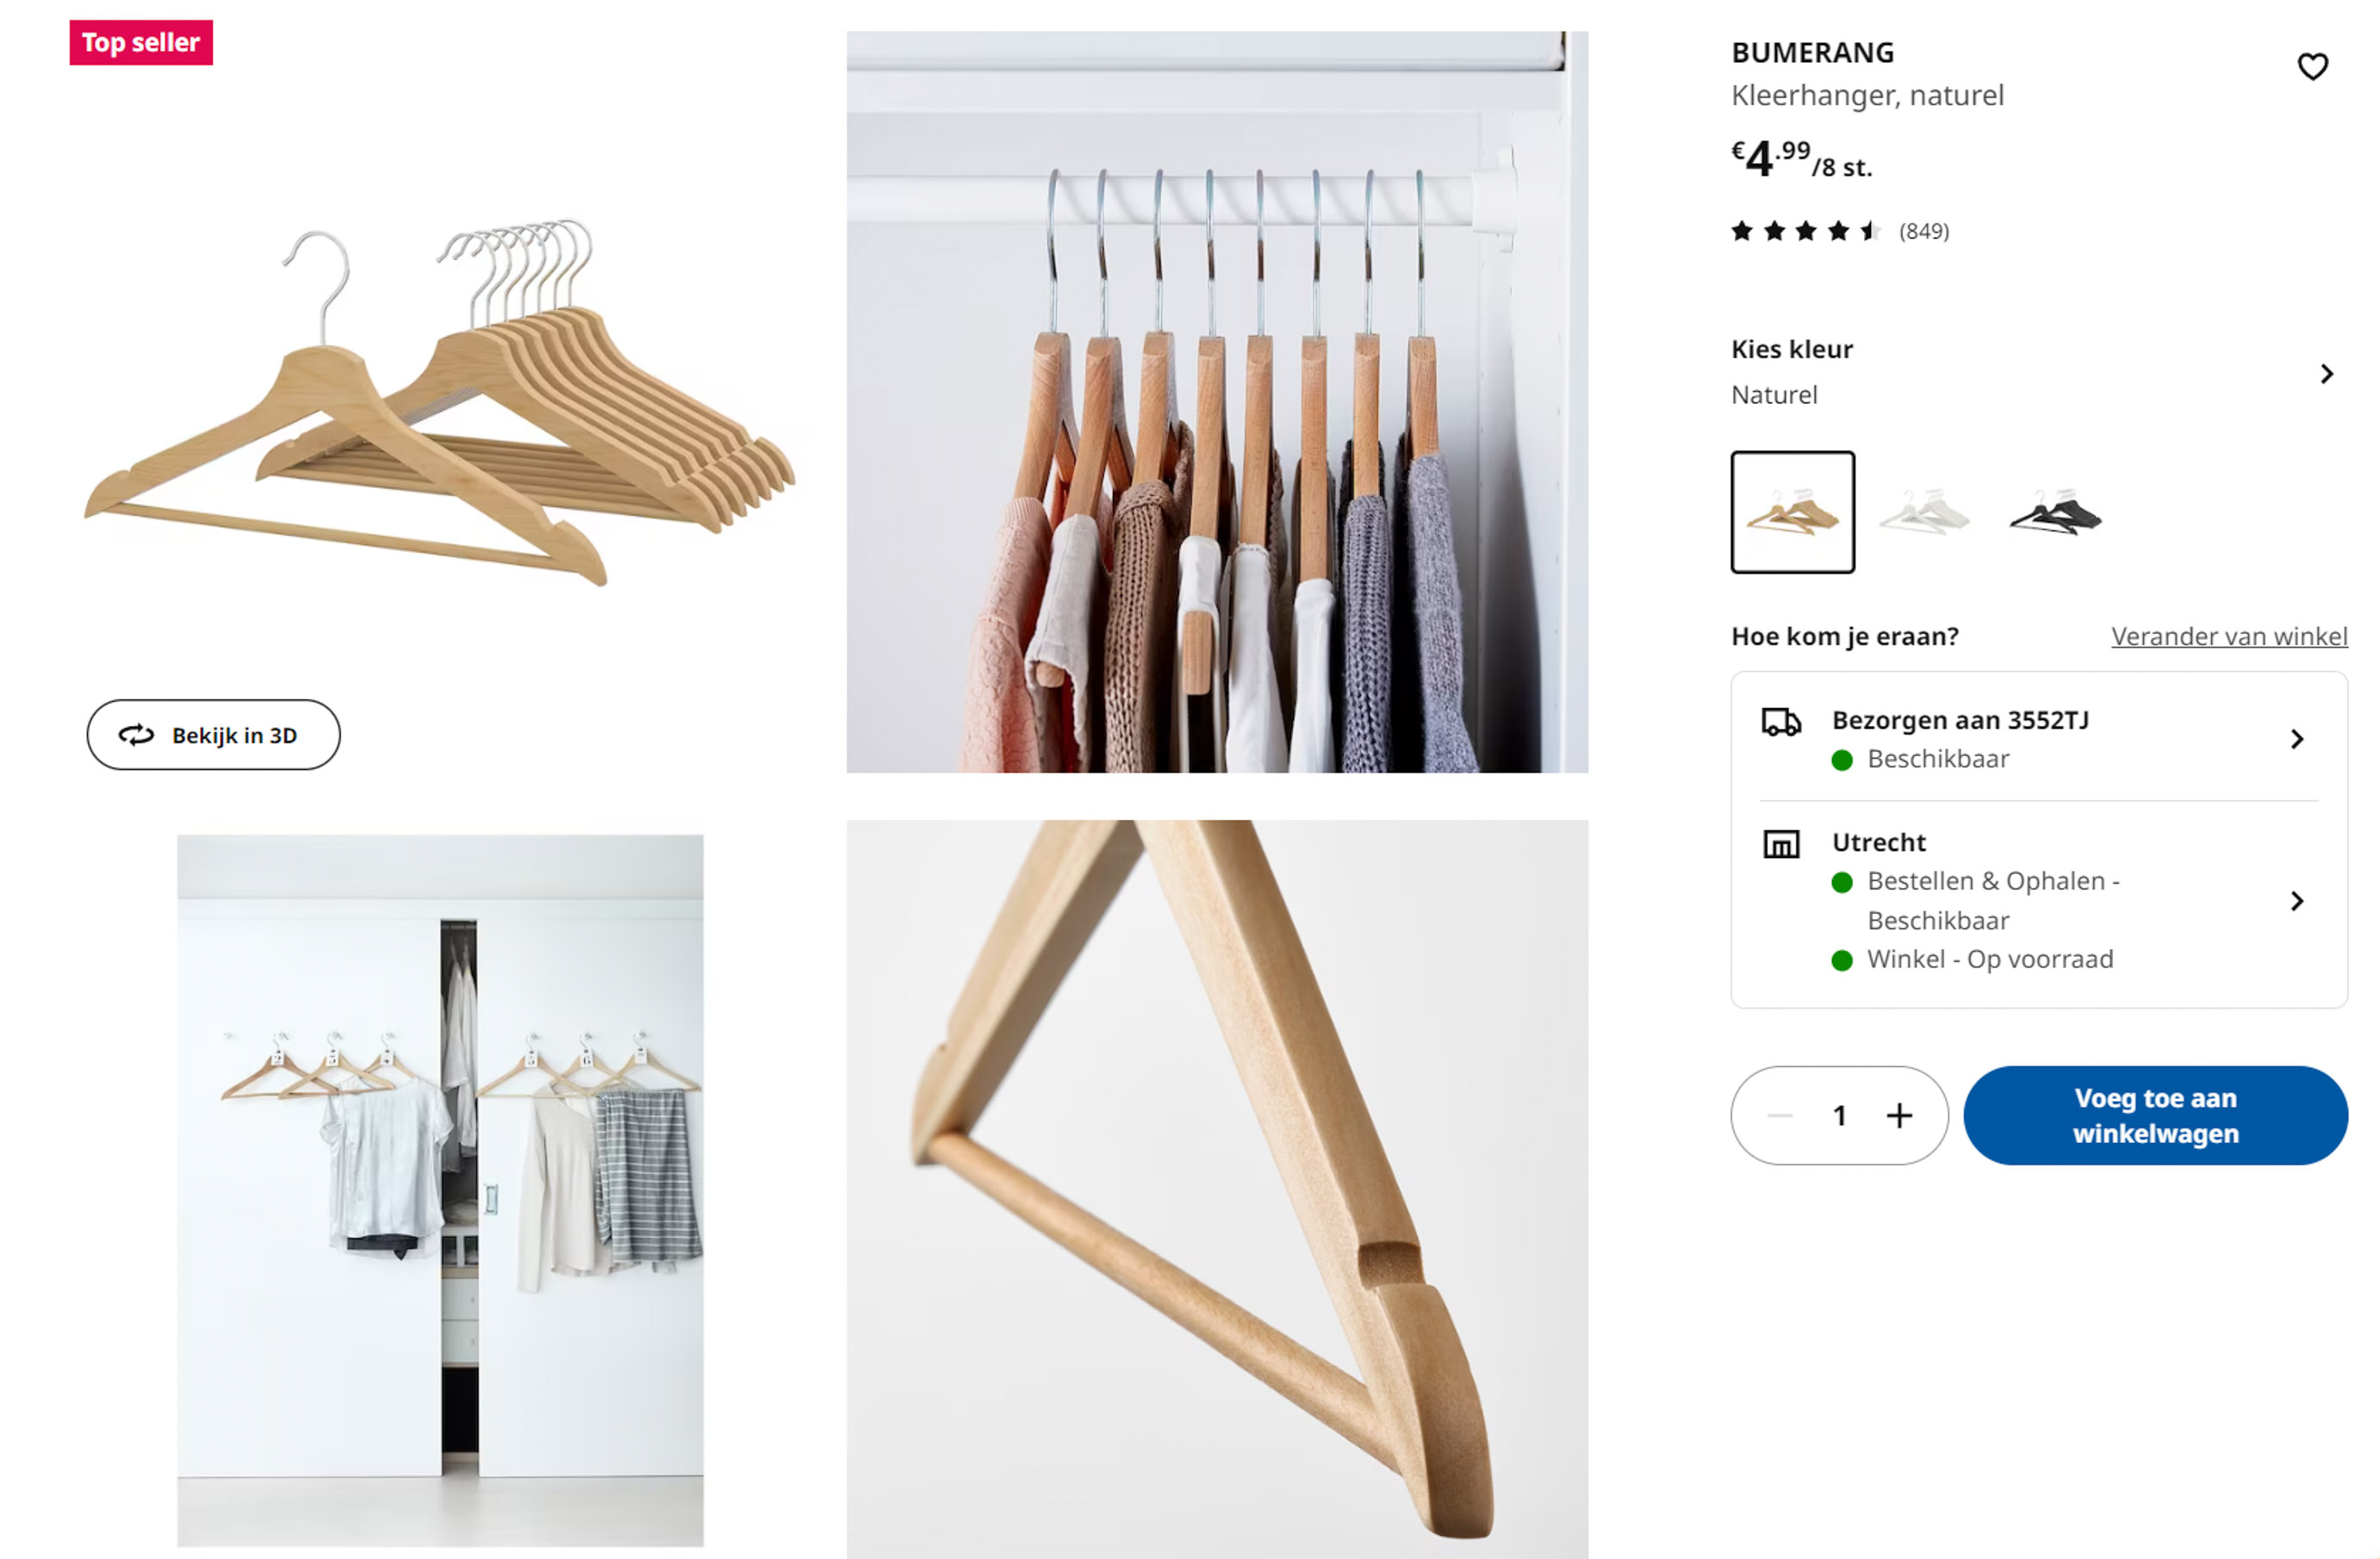 Top seller
Bekijk in 3D
BUMERANG
Kleerhanger, naturel
€4.99/8 st.
(849)
Kies kleur
Naturel
Hoe kom je eraan?
Verander van winkel
Bezorgen aan 3552TJ
Beschikbaar
Utrecht
Bestellen & Ophalen -
Beschikbaar
Winkel - Op voorraad
1
Voeg toe aan
winkelwagen